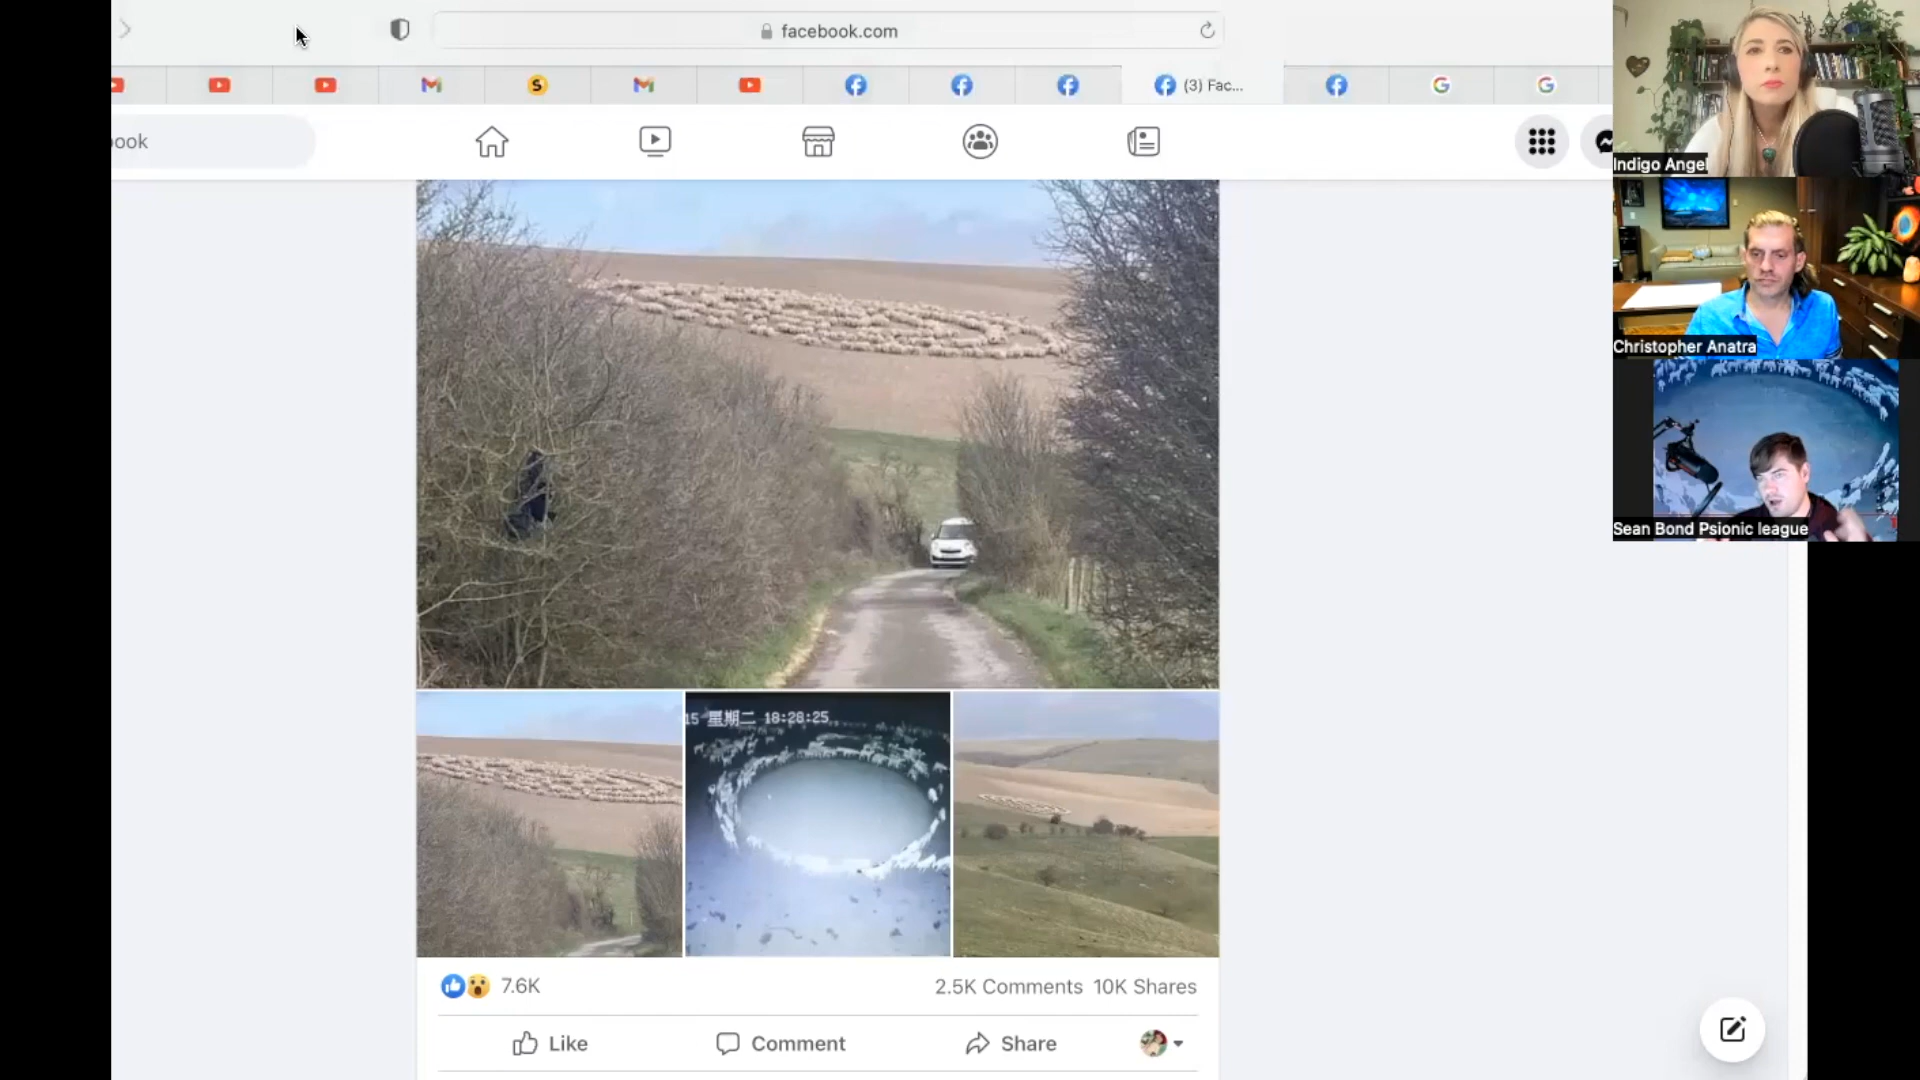 facebook.com
S
(3) Fac...
ook
Indigo Angel
Christopher Anatra
Sean Bond Psionic league
15 星期二 18:28:25
7.6K
2.5K Comments 10K Shares
Like
Comment
Share